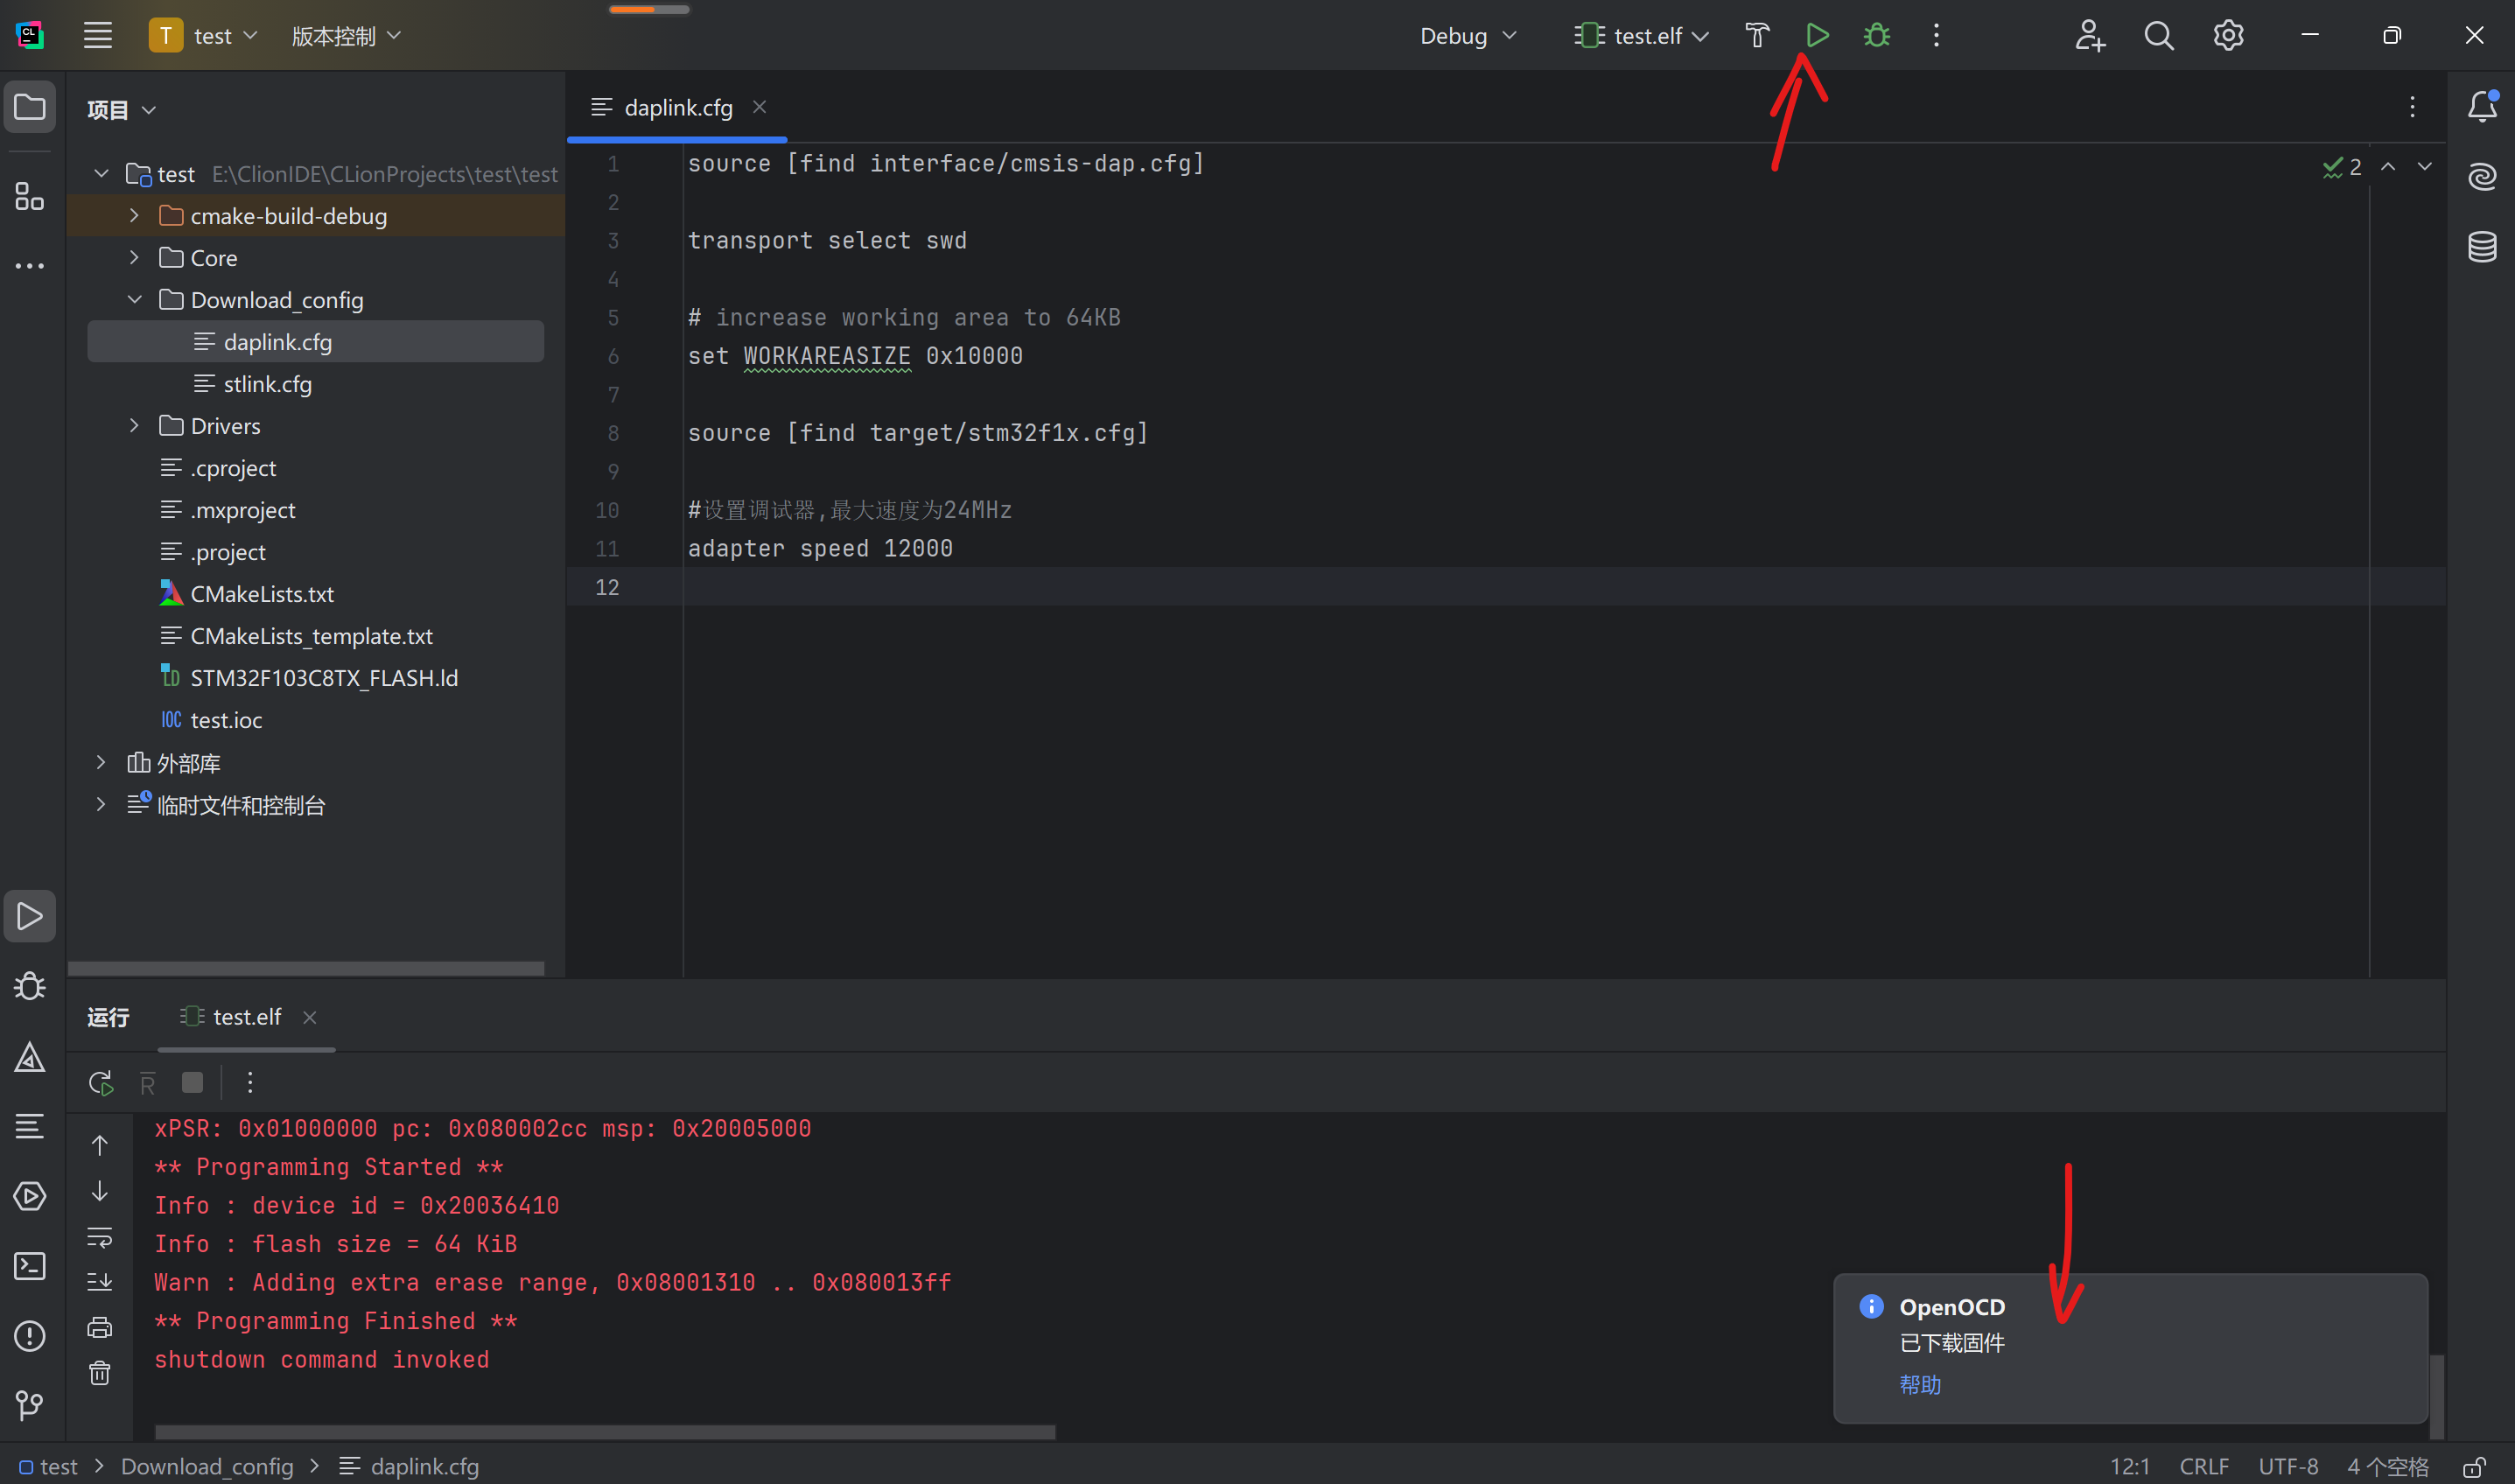 CL
T test 版本控制
Debug test.elf
项目
daplink.cfg
test E:\ClionIDE\CLionProjects\test\test
cmake-build-debug
Core
Download_config
daplink.cfg
stlink.cfg
Drivers
.cproject
.mxproject
.project
CMakeLists.txt
CMakeLists_template.txt
LD STM32F103C8TX_FLASH.ld
IOC test.ioc
外部库
临时文件和控制台
1 source [find interface/cmsis-dap.cfg]
2
3 transport select swd
4
5 # increase working area to 64KB
6 set WORKAREASIZE 0x10000
7
8 source [find target/stm32f1x.cfg]
9
10 #设置调试器,最大速度为24MHz
11 adapter speed 12000
12
2
运行 test.elf
R
xPSR: 0x01000000 pc: 0x080002cc msp: 0x20005000
** Programming Started **
Info : device id = 0x20036410
Info : flash size = 64 KiB
Warn : Adding extra erase range, 0x08001310 .. 0x080013ff
** Programming Finished **
shutdown command invoked
OpenOCD
已下载固件
帮助
test > Download_config > daplink.cfg
12:1 CRLF UTF-8 4 个空格